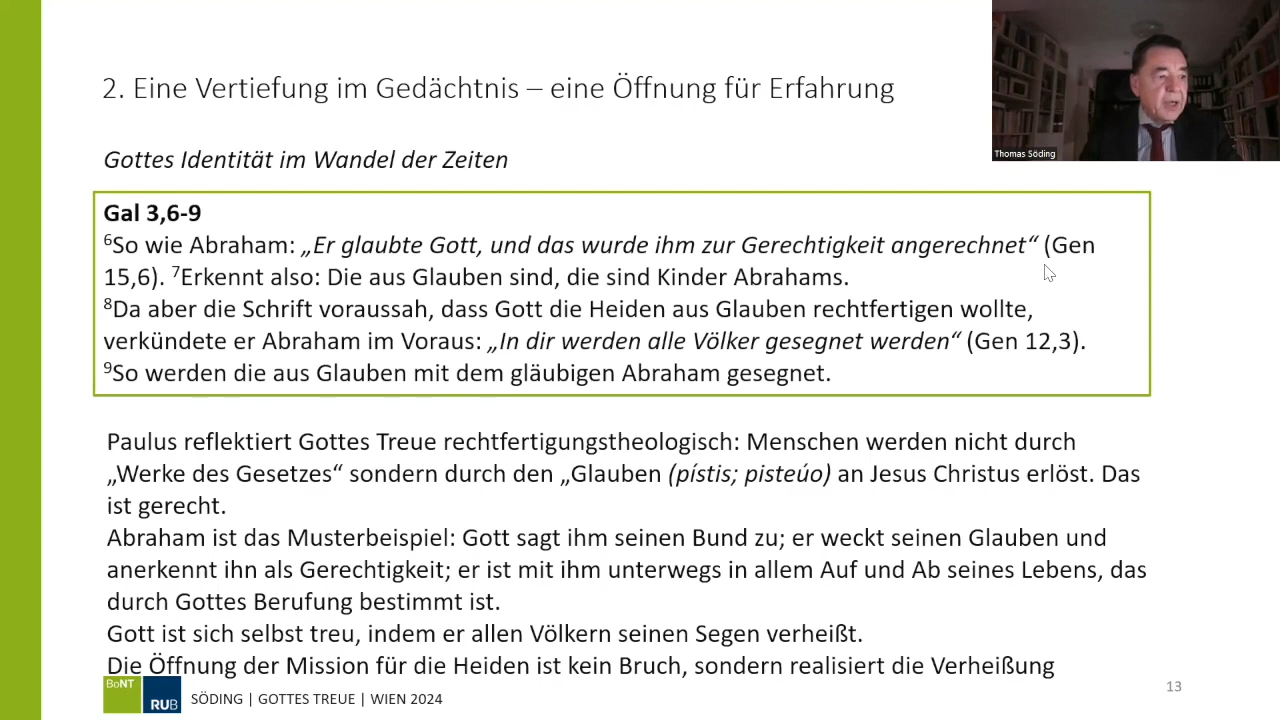 2. Eine Vertiefung im Gedächtnis – eine Öffnung für Erfahrung
Thomas Söding
Gottes Identität im Wandel der Zeiten
Gal 3,6-9
⁶So wie Abraham: „Er glaubte Gott, und das wurde ihm zur Gerechtigkeit angerechnet“ (Gen
15,6). ⁷Erkennt also: Die aus Glauben sind, die sind Kinder Abrahams.
⁸Da aber die Schrift voraussah, dass Gott die Heiden aus Glauben rechtfertigen wollte,
verkündete er Abraham im Voraus: „In dir werden alle Völker gesegnet werden“ (Gen 12,3).
⁹So werden die aus Glauben mit dem gläubigen Abraham gesegnet.
Paulus reflektiert Gottes Treue rechtfertigungstheologisch: Menschen werden nicht durch
„Werke des Gesetzes“ sondern durch den „Glauben (pístis; pisteúo) an Jesus Christus erlöst. Das
ist gerecht.
Abraham ist das Musterbeispiel: Gott sagt ihm seinen Bund zu; er weckt seinen Glauben und
anerkennt ihn als Gerechtigkeit; er ist mit ihm unterwegs in allem Auf und Ab seines Lebens, das
durch Gottes Berufung bestimmt ist.
Gott ist sich selbst treu, indem er allen Völkern seinen Segen verheißt.
Die Öffnung der Mission für die Heiden ist kein Bruch, sondern realisiert die Verheißung
BoNT
RUB
SÖDING | GOTTES TREUE | WIEN 2024
13